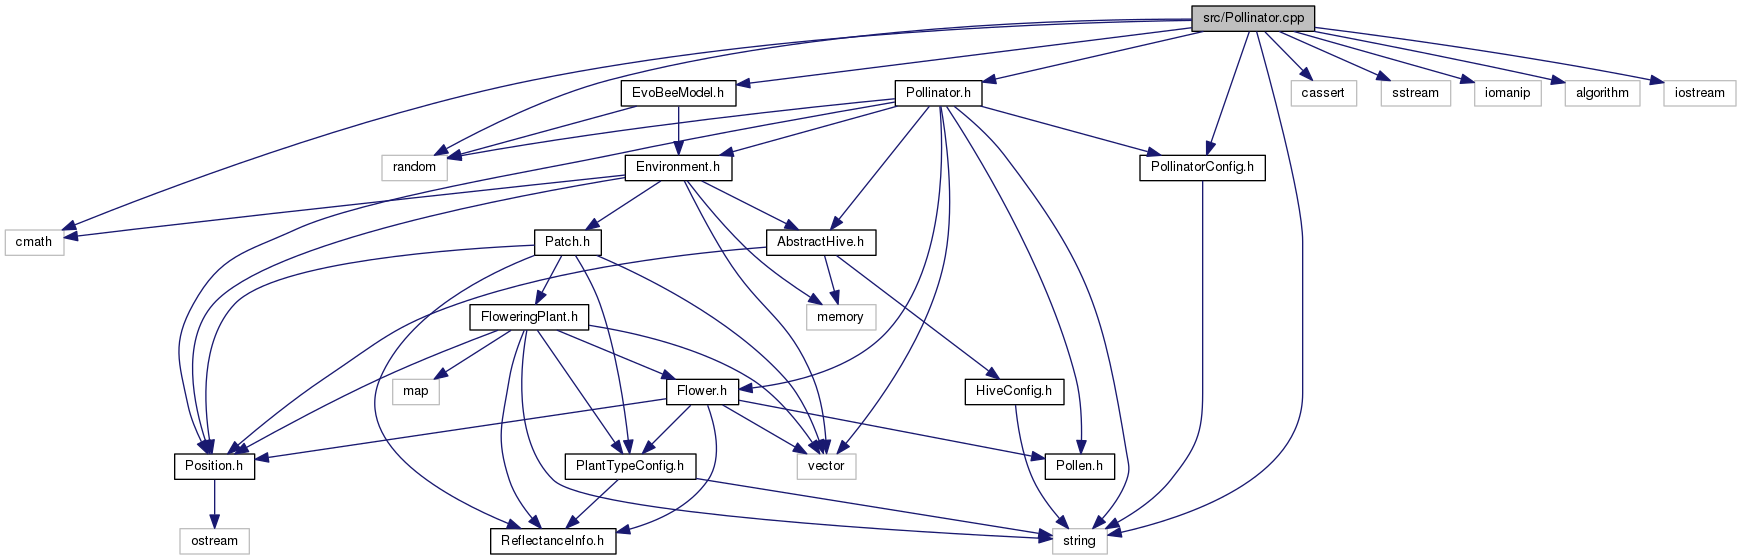 src/Pollinator.cpp
EvoBeeModel.h
Pollinator.h
cassert
sstream
iomanip
algorithm
iostream
random
Environment.h
PollinatorConfig.h
cmath
Patch.h
AbstractHive.h
FloweringPlant.h
memory
map
Flower.h
HiveConfig.h
Position.h
PlantTypeConfig.h
vector
Pollen.h
ostream
ReflectanceInfo.h
string